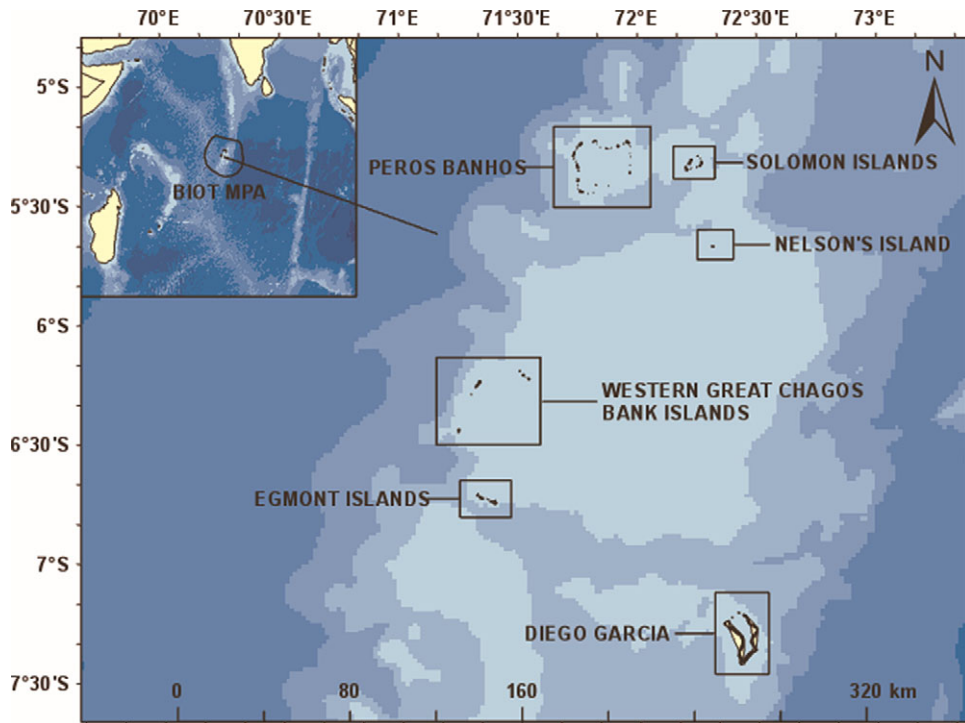 70°E 70°30'E 71°E 71°30'E 72°E 72°30'E 73°E
5°S
N
PEROS BANHOS
SOLOMON ISLANDS
BIOT MPA
5°30'S
NELSON'S ISLAND
6°S
WESTERN GREAT CHAGOS
BANK ISLANDS
6°30'S
EGMONT ISLANDS
7°S
DIEGO GARCIA
7°30'S
0 80 160 320 km